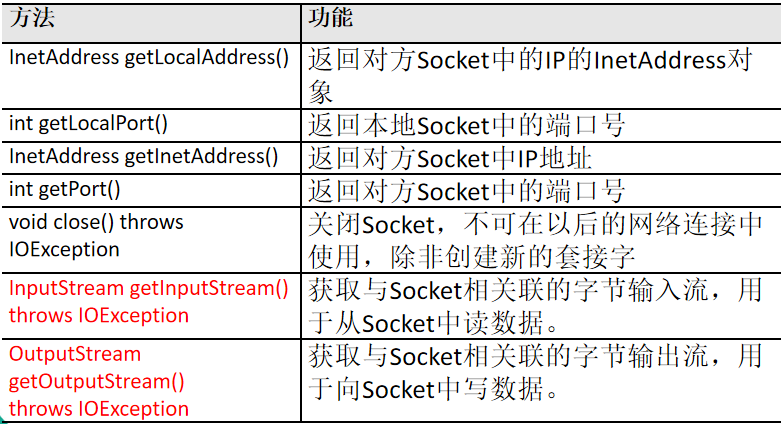 方法 功能
InetAddress getLocalAddress() 返回对方Socket中的IP的InetAddress对
象
int getLocalPort() 返回本地Socket中的端口号
InetAddress getInetAddress() 返回对方Socket中IP地址
int getPort() 返回对方Socket中的端口号
void close() throws 关闭Socket，不可在以后的网络连接中
IOException 使用，除非创建新的套接字
InputStream getInputStream() 获取与Socket相关联的字节输入流，用
throws IOException 于从Socket中读数据。
OutputStream 获取与Socket相关联的字节输出流，用
getOutputStream() 于向Socket中写数据。
throws IOException